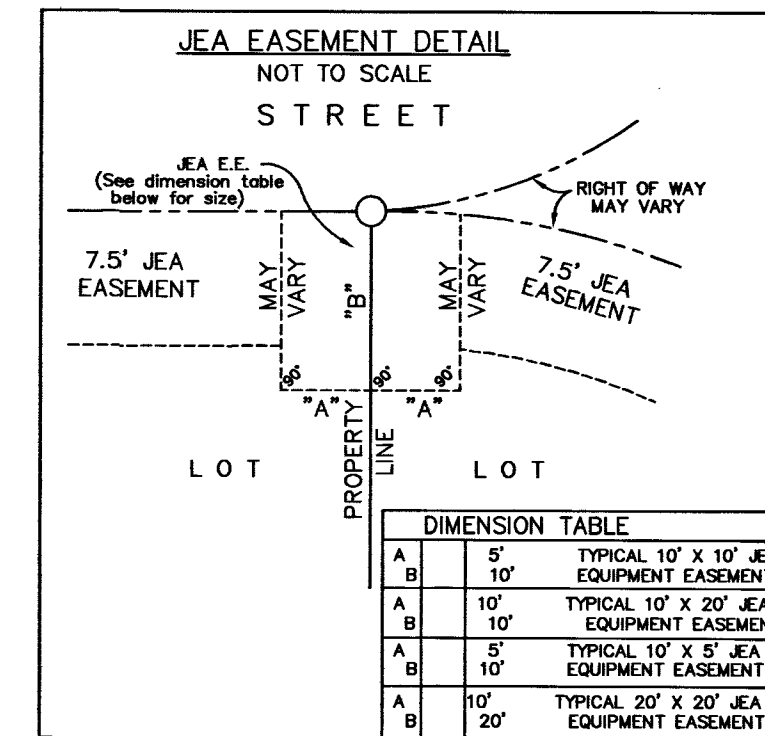 JEA EASEMENT DETAIL
NOT TO SCALE
STREET
JEA E.E.
(See dimension table
below for size)
RIGHT OF WAY
MAY VARY
7.5' JEA
EASEMENT
MAY
VARY
"B"
MAY
VARY
7.5' JEA
EASEMENT
90°
90°
90°
"A"
"A"
PROPERTY
LINE
LOT
LOT
DIMENSION TABLE
A 5' TYPICAL 10' X 10' JE
B 10' EQUIPMENT EASEMEN
A 10' TYPICAL 10' X 20' JEA
B 10' EQUIPMENT EASEMEN
A 5' TYPICAL 10' X 5' JEA
B 10' EQUIPMENT EASEMENT
A 10' TYPICAL 20' X 20' JEA
B 20' EQUIPMENT EASEMENT